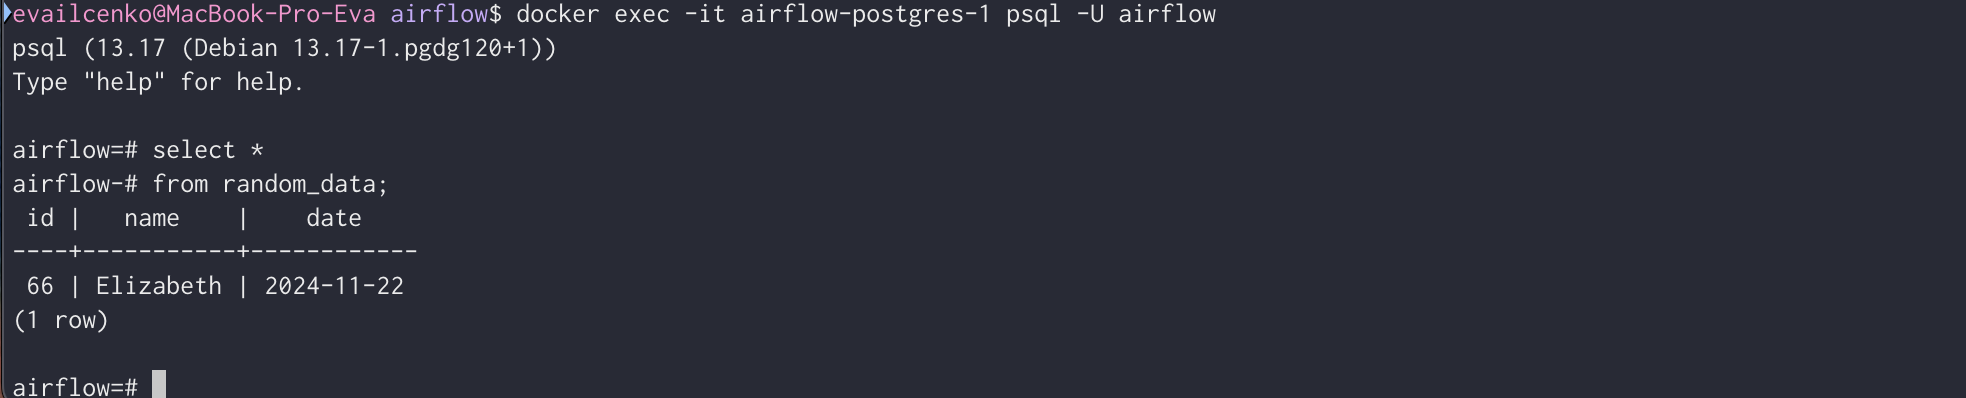 evailcenko@MacBook-Pro-Eva airflow$ docker exec -it airflow-postgres-1 psql -U airflow
psql (13.17 (Debian 13.17-1.pgdg120+1))
Type "help" for help.

airflow=# select *
airflow-# from random_data;
 id |   name    |    date
----+-----------+------------
 66 | Elizabeth | 2024-11-22
(1 row)

airflow=#